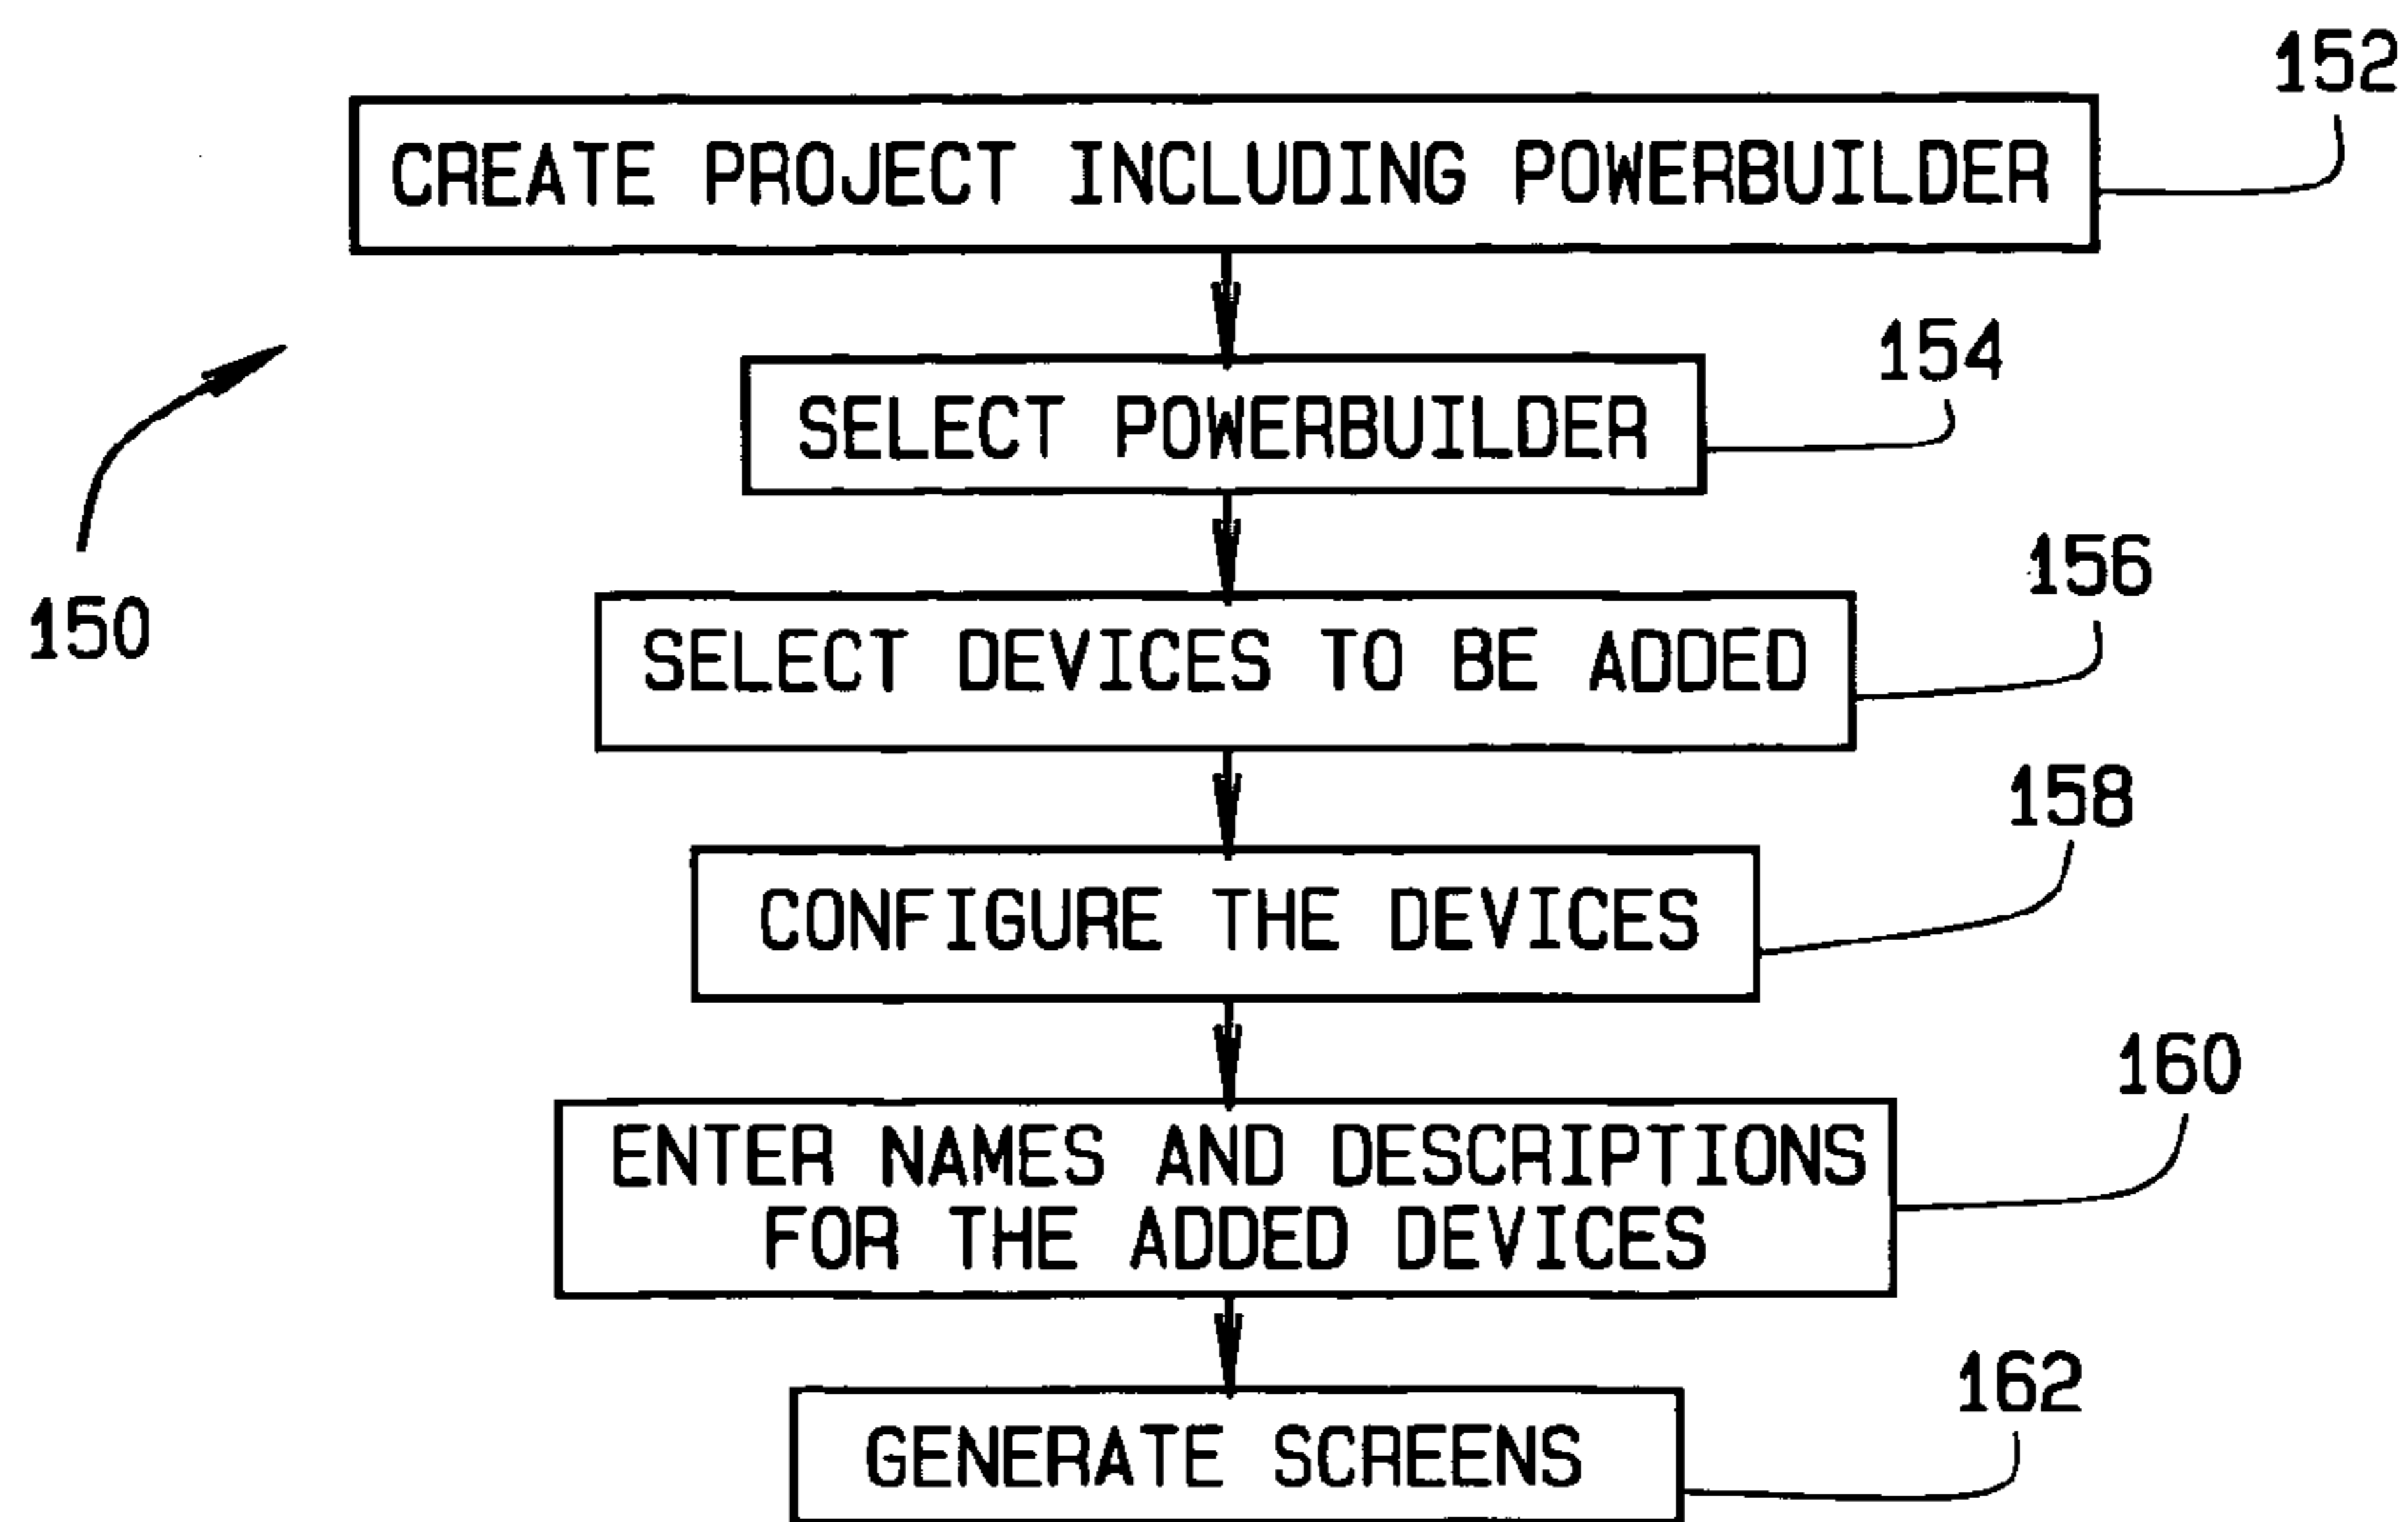 152
CREATE PROJECT INCLUDING POWERBUILDER
154
SELECT POWERBUILDER
156
SELECT DEVICES TO BE ADDED
150
158
CONFIGURE THE DEVICES
160
ENTER NAMES AND DESCRIPTIONS
FOR THE ADDED DEVICES
162
GENERATE SCREENS